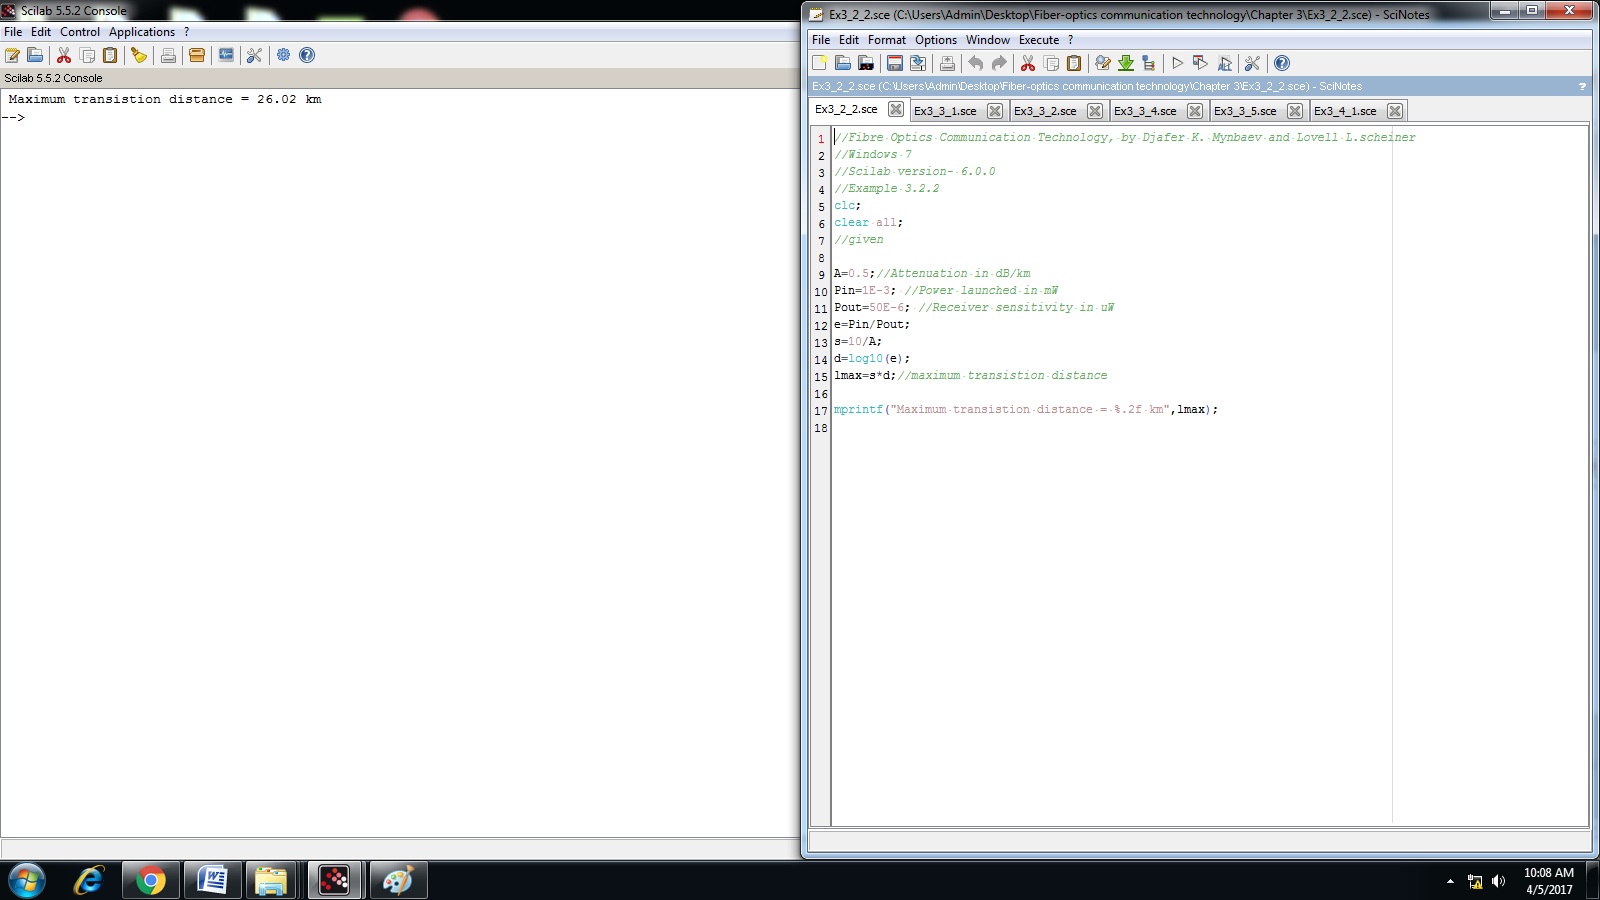 Scilab 5.5.2 Console
File Edit Control Applications ?
Scilab 5.5.2 Console
Maximum transistion distance = 26.02 km
-->
Ex3_2_2.sce (C:\Users\Admin\Desktop\Fiber-optics communication technology\Chapter 3\Ex3_2_2.sce) - SciNotes
File Edit Format Options Window Execute ?
Ex3_2_2.sce (C:\Users\Admin\Desktop\Fiber-optics communication technology\Chapter 3\Ex3_2_2.sce) - SciNotes ?
Ex3_2_2.sce Ex3_3_1.sce Ex3_3_2.sce Ex3_3_4.sce Ex3_3_5.sce Ex3_4_1.sce
1 //Fibre Optics Communication Technology, by Djafer K. Mynbaev and Lovell L.scheiner
2 //Windows 7
3 //Scilab version- 6.0.0
4 //Example 3.2.2
5 clc;
6 clear all;
7 //given
8
9 A=0.5;//Attenuation in dB/km
10 Pin=1E-3; //Power launched in mW
11 Pout=50E-6; //Receiver sensitivity in uW
12 e=Pin/Pout;
13 s=10/A;
14 d=log10(e);
15 lmax=s*d;//maximum transistion distance
16
17 mprintf("Maximum transistion distance = %.2f km",lmax);
18
10:08 AM
4/5/2017